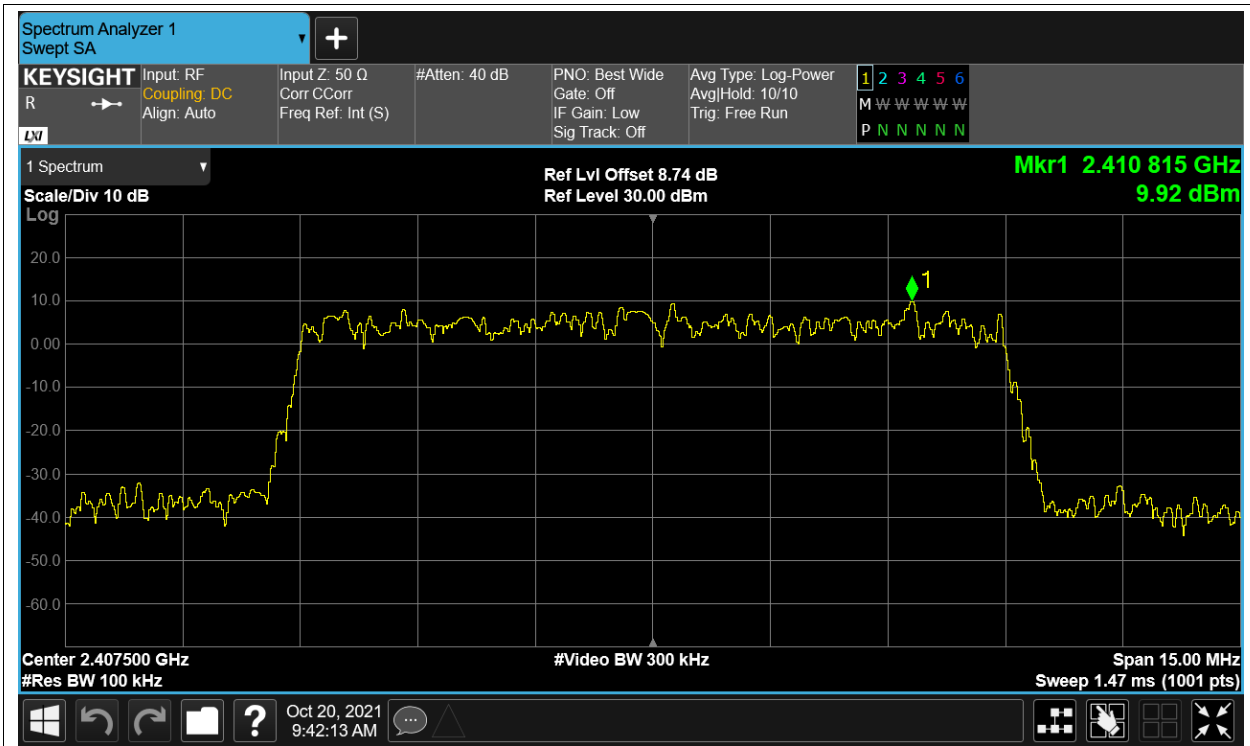 Spectrum Analyzer 1
Swept SA
KEYSIGHT
R
LXI
Input: RF
Coupling: DC
Align: Auto
Input Z: 50 Ω
Corr CCorr
Freq Ref: Int (S)
#Atten: 40 dB
PNO: Best Wide
Gate: Off
IF Gain: Low
Sig Track: Off
Avg Type: Log-Power
Avg|Hold: 10/10
Trig: Free Run
1 2 3 4 5 6
M W W W W W
P N N N N N
1 Spectrum
Scale/Div 10 dB
Ref Lvl Offset 8.74 dB
Ref Level 30.00 dBm
Mkr1 2.410 815 GHz
9.92 dBm
Log
20.0
10.0
0.00
-10.0
-20.0
-30.0
-40.0
-50.0
-60.0
1
Center 2.407500 GHz
#Res BW 100 kHz
#Video BW 300 kHz
Span 15.00 MHz
Sweep 1.47 ms (1001 pts)
?
Oct 20, 2021
9:42:13 AM